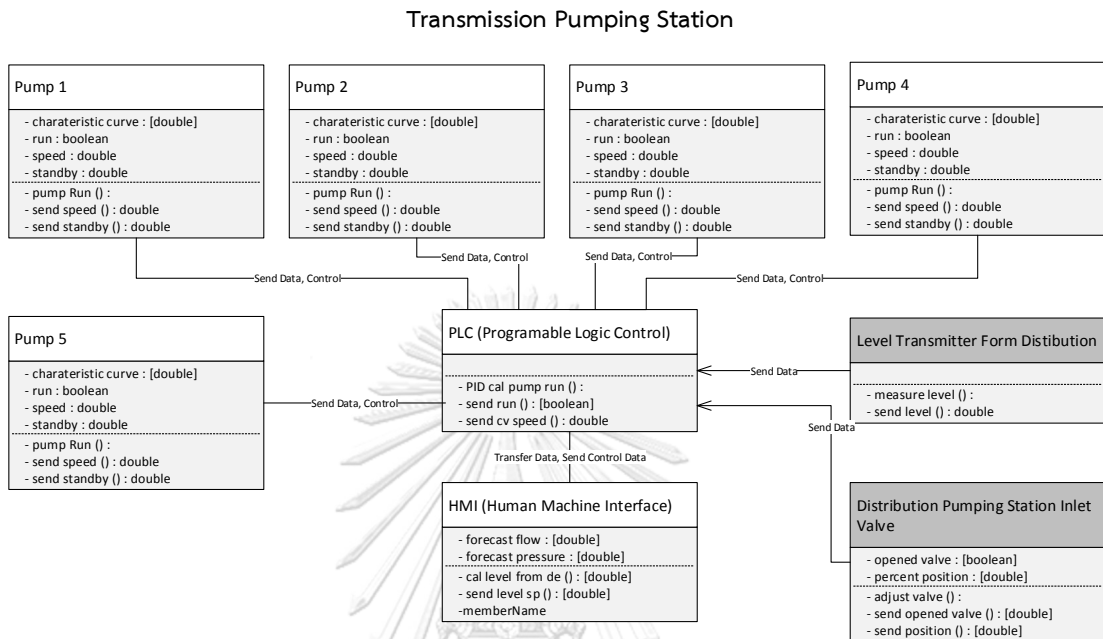 Transmission Pumping Station
Pump 1
- charateristic curve : [double]
- run : boolean
- speed : double
- standby : double
- pump Run () :
- send speed () : double
- send standby () : double
Pump 2
- charateristic curve : [double]
- run : boolean
- speed : double
- standby : double
- pump Run () :
- send speed () : double
- send standby () : double
Pump 3
- charateristic curve : [double]
- run : boolean
- speed : double
- standby : double
- pump Run () :
- send speed () : double
- send standby () : double
Pump 4
- charateristic curve : [double]
- run : boolean
- speed : double
- standby : double
- pump Run () :
- send speed () : double
- send standby () : double
Send Data, Control
Send Data, Control
Send Data, Control
Send Data, Control
Pump 5
- charateristic curve : [double]
- run : boolean
- speed : double
- standby : double
- pump Run () :
- send speed () : double
- send standby () : double
Send Data, Control
PLC (Programable Logic Control)
- PID cal pump run () :
- send run () : [boolean]
- send cv speed () : double
Send Data
Level Transmitter Form Distibution
- measure level () :
- send level () : double
Send Data
Transfer Data, Send Control Data
HMI (Human Machine Interface)
- forecast flow : [double]
- forecast pressure : [double]
- cal level from de () : [double]
- send level sp () : [double]
-memberName
Distribution Pumping Station Inlet
Valve
- opened valve : [boolean]
- percent position : [double]
- adjust valve () :
- send opened valve () : [double]
- send position () : [double]